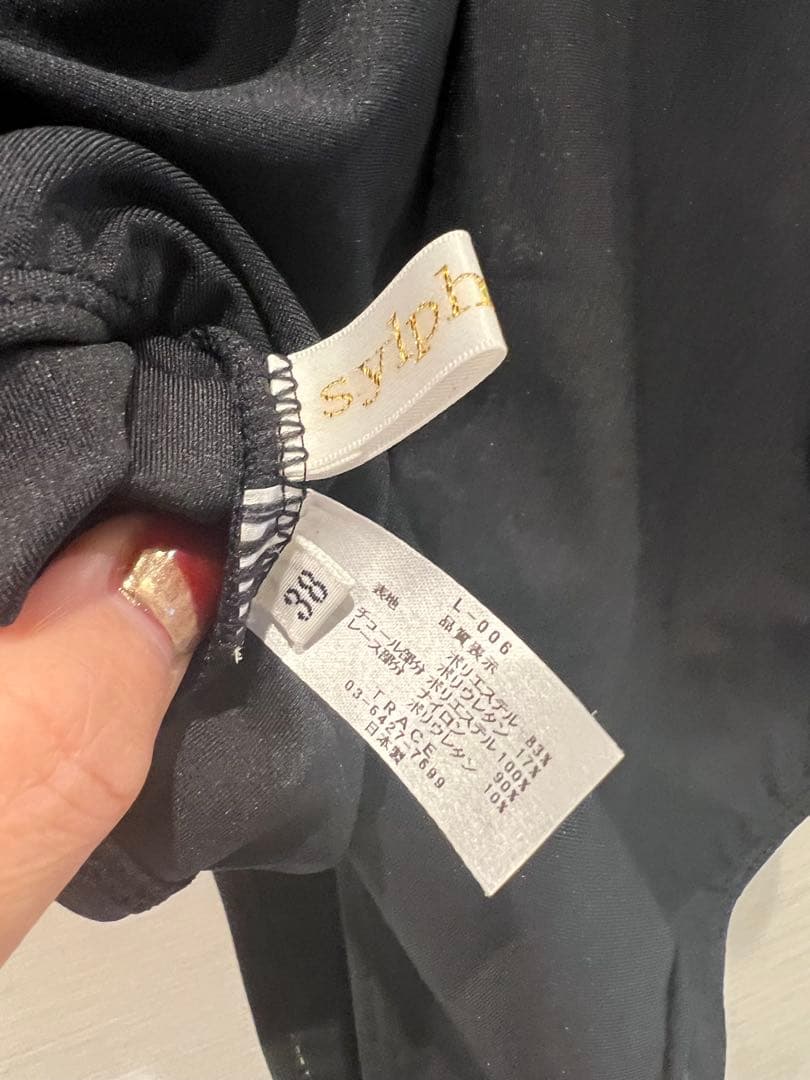 sylph
38
L-006
品質表示
表地 ポリエステル 83%
ポリウレタン 17%
チュール部分 ポリエステル 100%
レース部分 ナイロン 90%
ポリウレタン 10%
TRACE
03-6427-7699
日本製